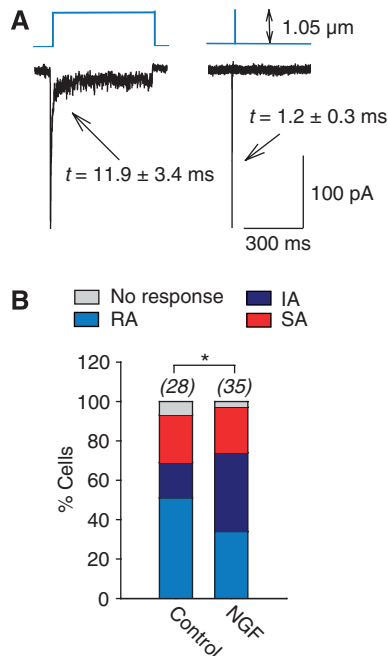 A
1.05 µm
t = 1.2 ± 0.3 ms
t = 11.9 ± 3.4 ms
100 pA
300 ms
B
No response
IA
RA
SA
120
*
(28)
(35)
100
80
60
40
20
0
% Cells
Control
NGF